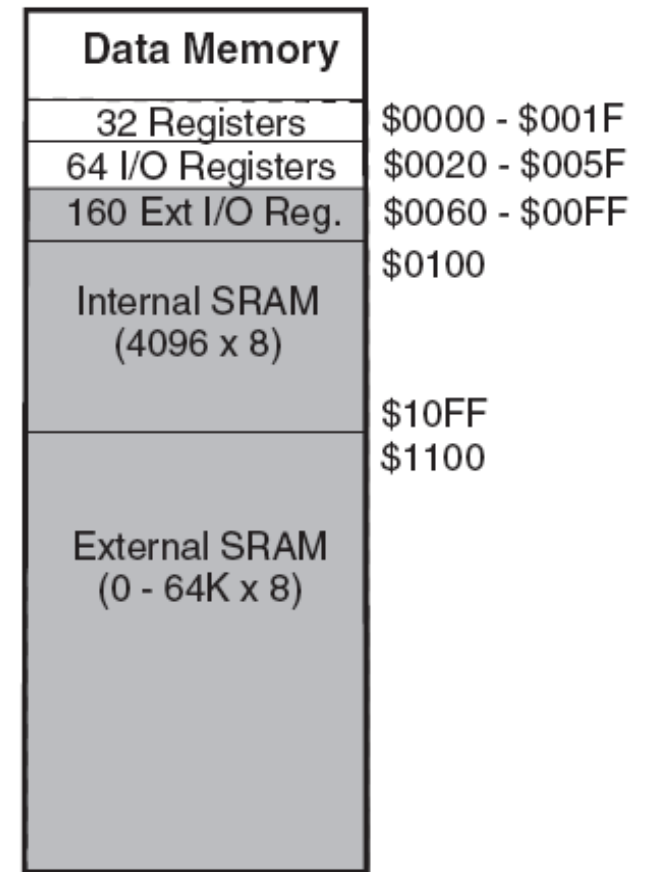 Data Memory
32 Registers $0000 - $001F
64 I/O Registers $0020 - $005F
160 Ext I/O Reg. $0060 - $00FF
$0100
Internal SRAM
(4096 x 8)
$10FF
$1100
External SRAM
(0 - 64K x 8)